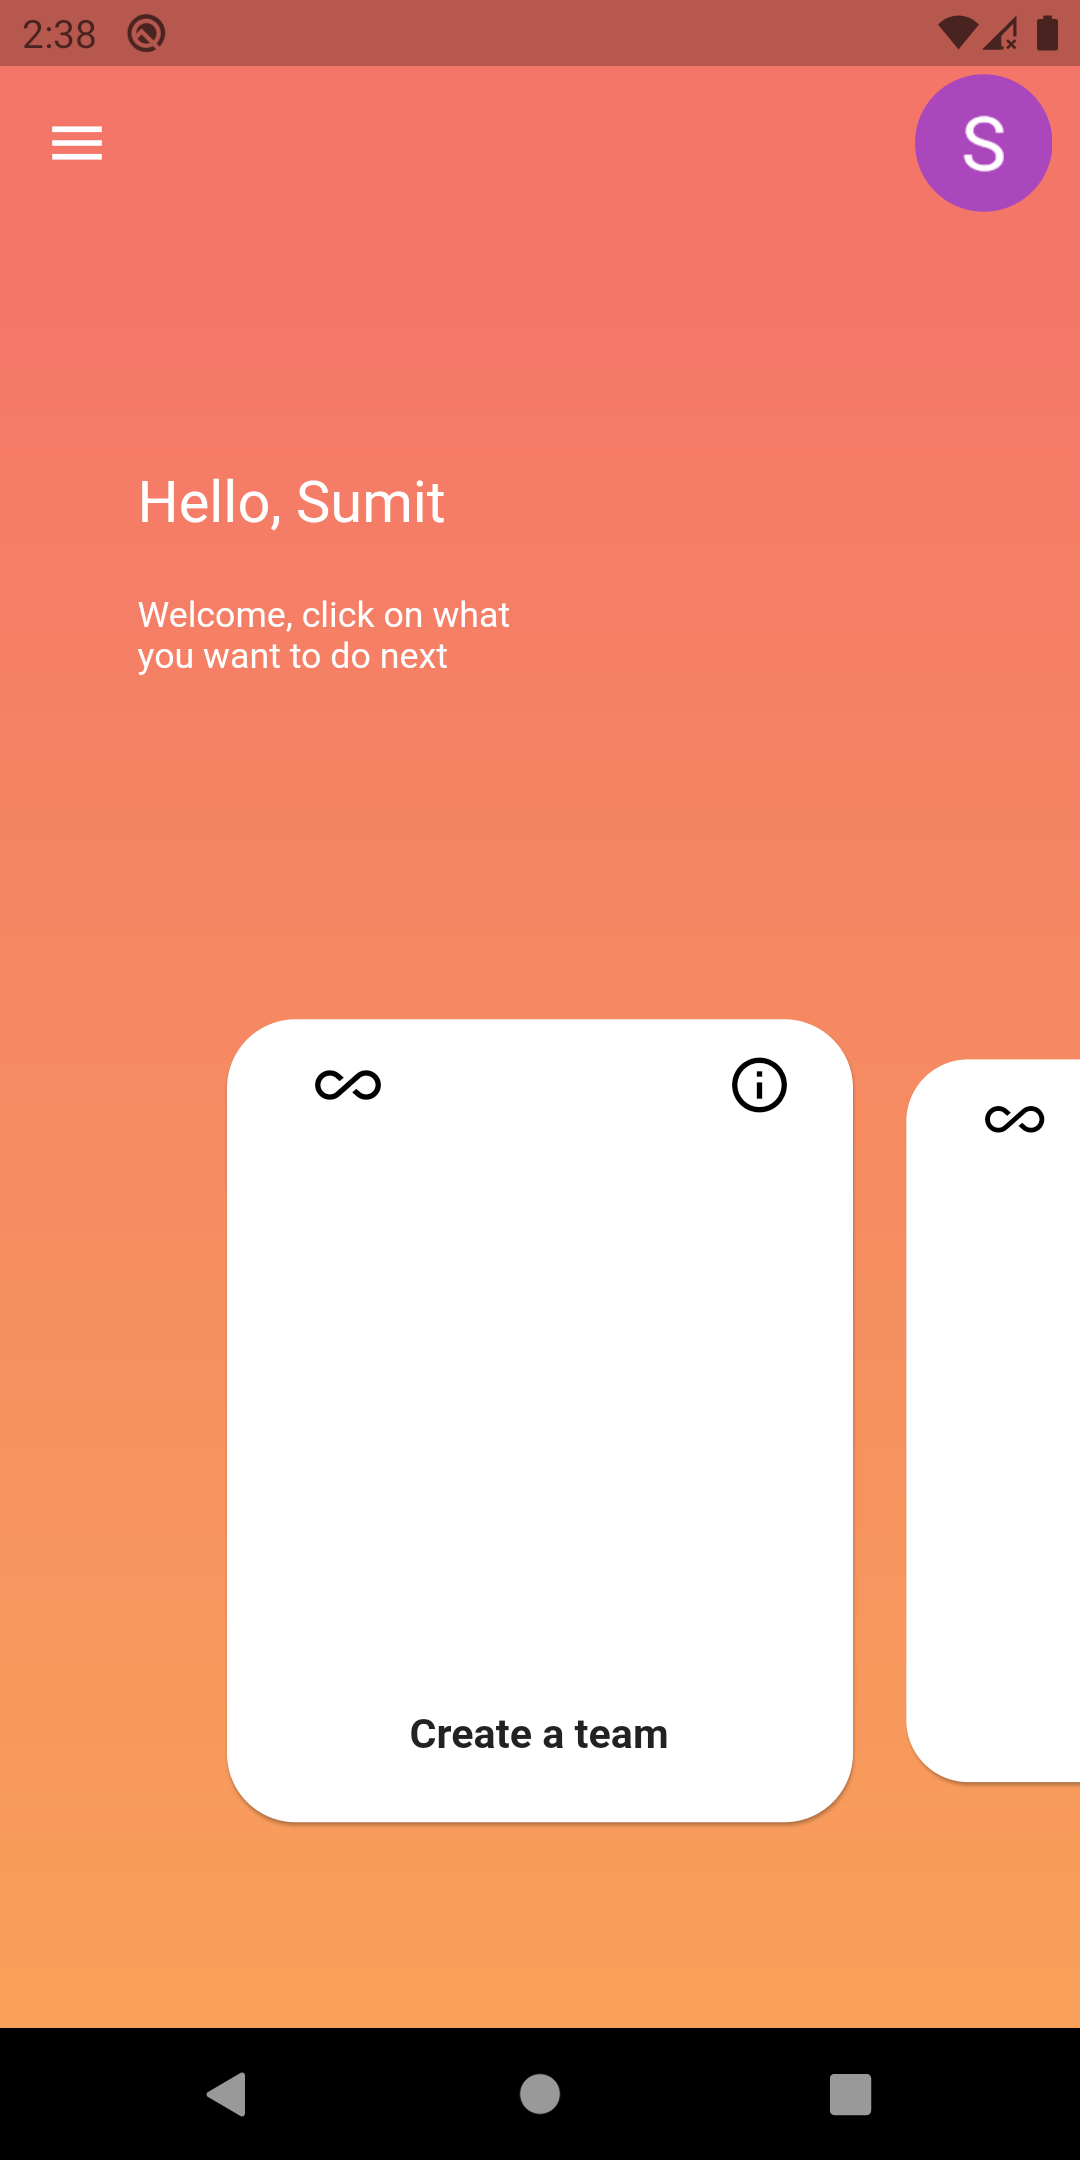 2:38
S
Hello, Sumit
Welcome, click on what
you want to do next
Create a team